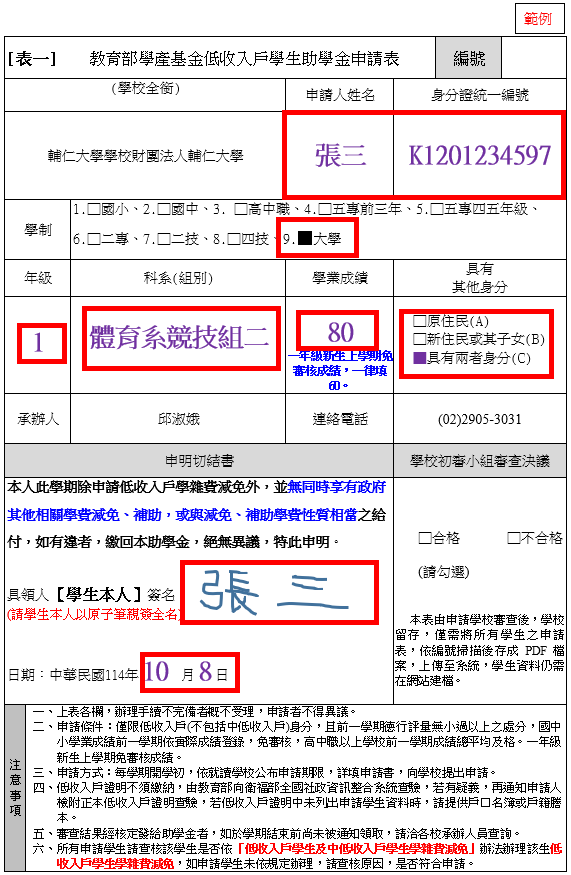 範例
[表一] 教育部學產基金低收入戶學生助學金申請表 編號
(學校全銜) 申請人姓名 身分證統一編號
輔仁大學學校財團法人輔仁大學 張三 K1201234597
學制 1.□國小、2.□國中、3. □高中職、4.□五專前三年、5.□五專四五年級、
6.□二專、7.□二技、8.□四技、9.■大學
年級 科系(組別) 學業成績 具有
其他身分
1 體育系競技組二 80
一年級新生上學期免
審核成績，一律填
60。
□原住民(A)
□新住民或其子女(B)
■具有兩者身分(C)
承辦人 邱淑娥 連絡電話 (02)2905-3031
申明切結書 學校初審小組審查決議
本人此學期除申請低收入戶學雜費減免外，並無同時享有政府
其他相關學費減免、補助，或與減免、補助學費性質相當之給
付，如有違者，繳回本助學金，絕無異議，特此申明。
具領人【學生本人】簽名 張三
(請學生本人以原子筆親簽全名)
日期：中華民國114年 10 月 8 日
□合格 □不合格
(請勾選)
本表由申請學校審查後，學校
留存，僅需將所有學生之申請
表，依編號掃描後存成 PDF 檔
案，上傳至系統，學生資料仍需
在網站建檔。
注意事項
一、上表各欄，辦理手續不完備者概不受理，申請者不得異議。
二、申請條件：僅限低收入戶(不包括中低收入戶)身分，且前一學期德行評量無小過以上之處分，國中
小學業成績前一學期依實際成績登錄，免審核，高中職以上學校前一學期成績總平均及格。一年級
新生上學期免審核成績。
三、申請方式：每學期開學初，依就讀學校公布申請期限，詳填申請書，向學校提出申請。
四、低收入戶證明不須繳納，由教育部向衛福部全國社政資訊整合系統查驗，若有疑義，再通知申請人
檢附正本低收入戶證明查驗，若低收入戶證明中未列出申請學生資料時，請提供戶口名簿或戶籍謄
本。
五、審查結果經核定發給助學金者，如於學期結束前尚未被通知領取，請洽各校承辦人員查詢。
六、所有申請學生請查核該學生是否依「低收入戶學生及中低收入戶學生學雜費減免」辦法辦理該生低
收入戶學生學雜費減免，如申請學生未依規定辦理，請查核原因，是否符合申請。